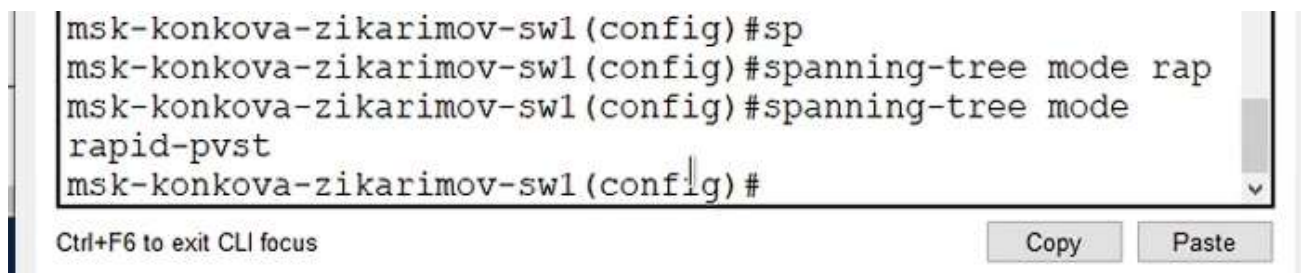 msk-konkova-zikarimov-sw1(config)#sp
msk-konkova-zikarimov-sw1(config)#spanning-tree mode rap
msk-konkova-zikarimov-sw1(config)#spanning-tree mode
rapid-pvst
msk-konkova-zikarimov-sw1(config)#
Ctrl+F6 to exit CLI focus
Copy
Paste